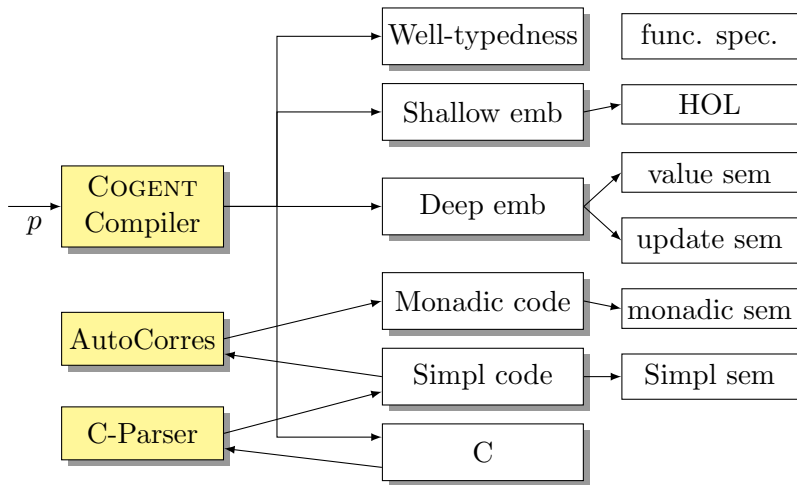 Well-typedness
func. spec.
Shallow emb
HOL
COGENT
Compiler
p
Deep emb
value sem
update sem
Monadic code
monadic sem
AutoCorres
Simpl code
Simpl sem
C-Parser
C